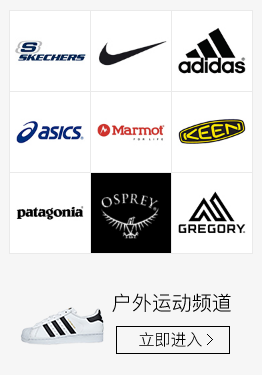 S
SKECHERS
adidas
asics
Marmot
FOR LIFE
KEEN
patagonia
OSPREY
GREGORY
户外运动频道
立即进入 >